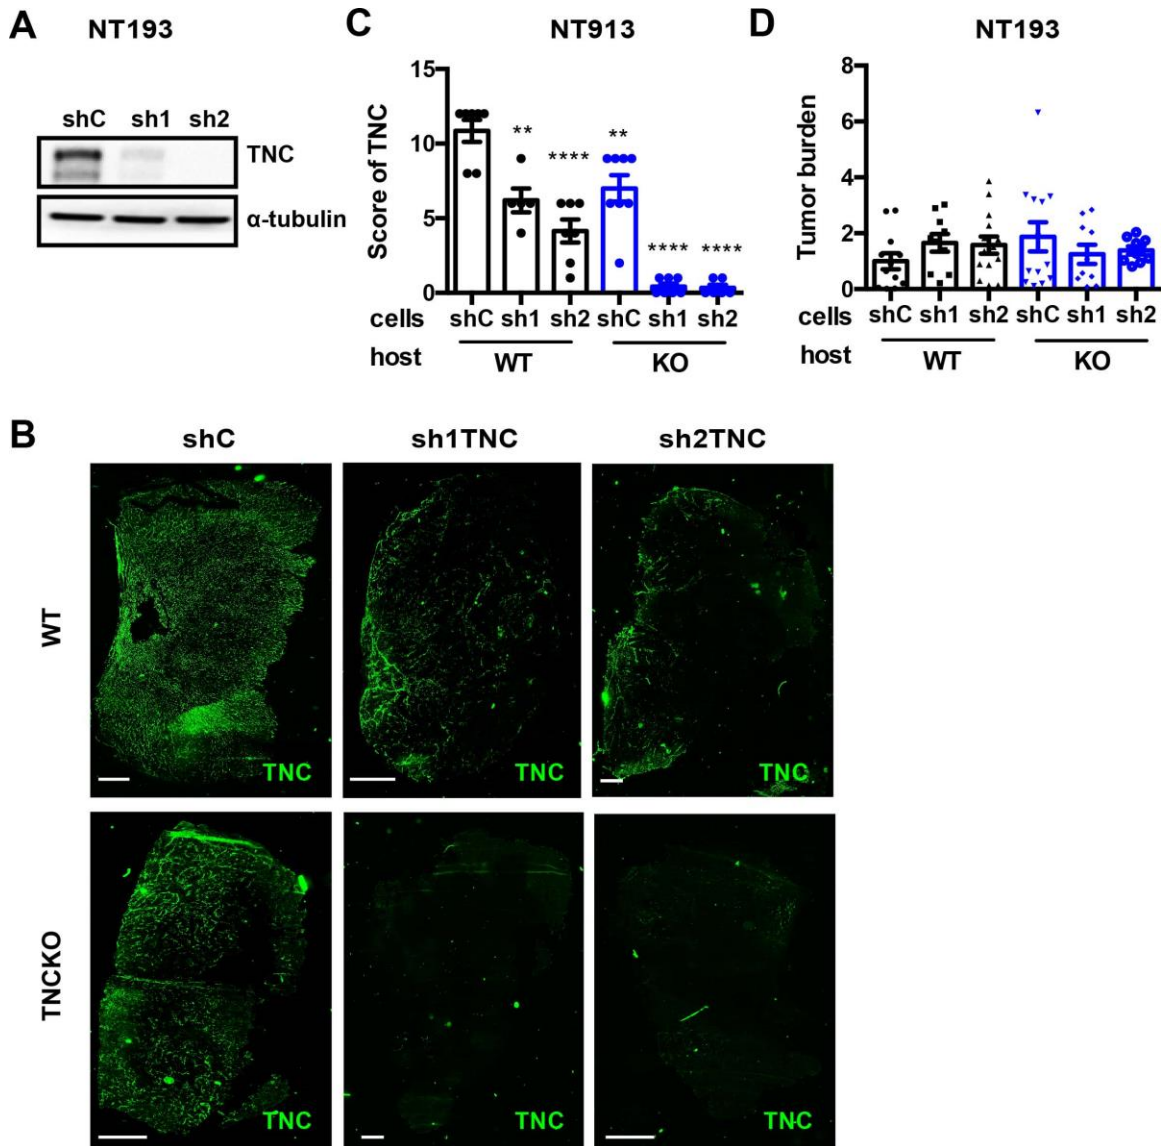 A
NT193
shC sh1 sh2
TNC
α-tubulin
C
NT913
Score of TNC
15
10
5
0
**
****
**
****
****
cells shC sh1 sh2 shC sh1 sh2
host WT KO
D
NT193
Tumor burden
8
6
4
2
0
cells shC sh1 sh2 shC sh1 sh2
host WT KO
B
shC sh1TNC sh2TNC
WT
TNC TNC TNC
TNCKO
TNC TNC TNC